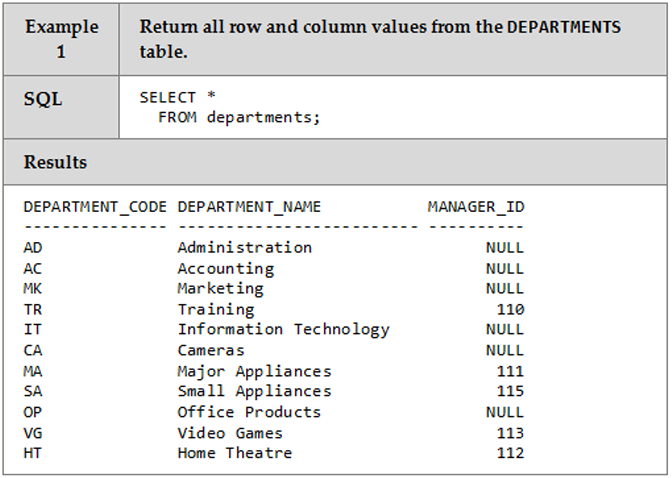 Example
1
Return all row and column values from the DEPARTMENTS
table.
SQL
SELECT *
  FROM departments;
Results
DEPARTMENT_CODE DEPARTMENT_NAME           MANAGER_ID
--------------- ------------------------- ----------
AD              Administration                  NULL
AC              Accounting                      NULL
MK              Marketing                       NULL
TR              Training                         110
IT              Information Technology          NULL
CA              Cameras                         NULL
MA              Major Appliances                 111
SA              Small Appliances                 115
OP              Office Products                 NULL
VG              Video Games                      113
HT              Home Theatre                     112